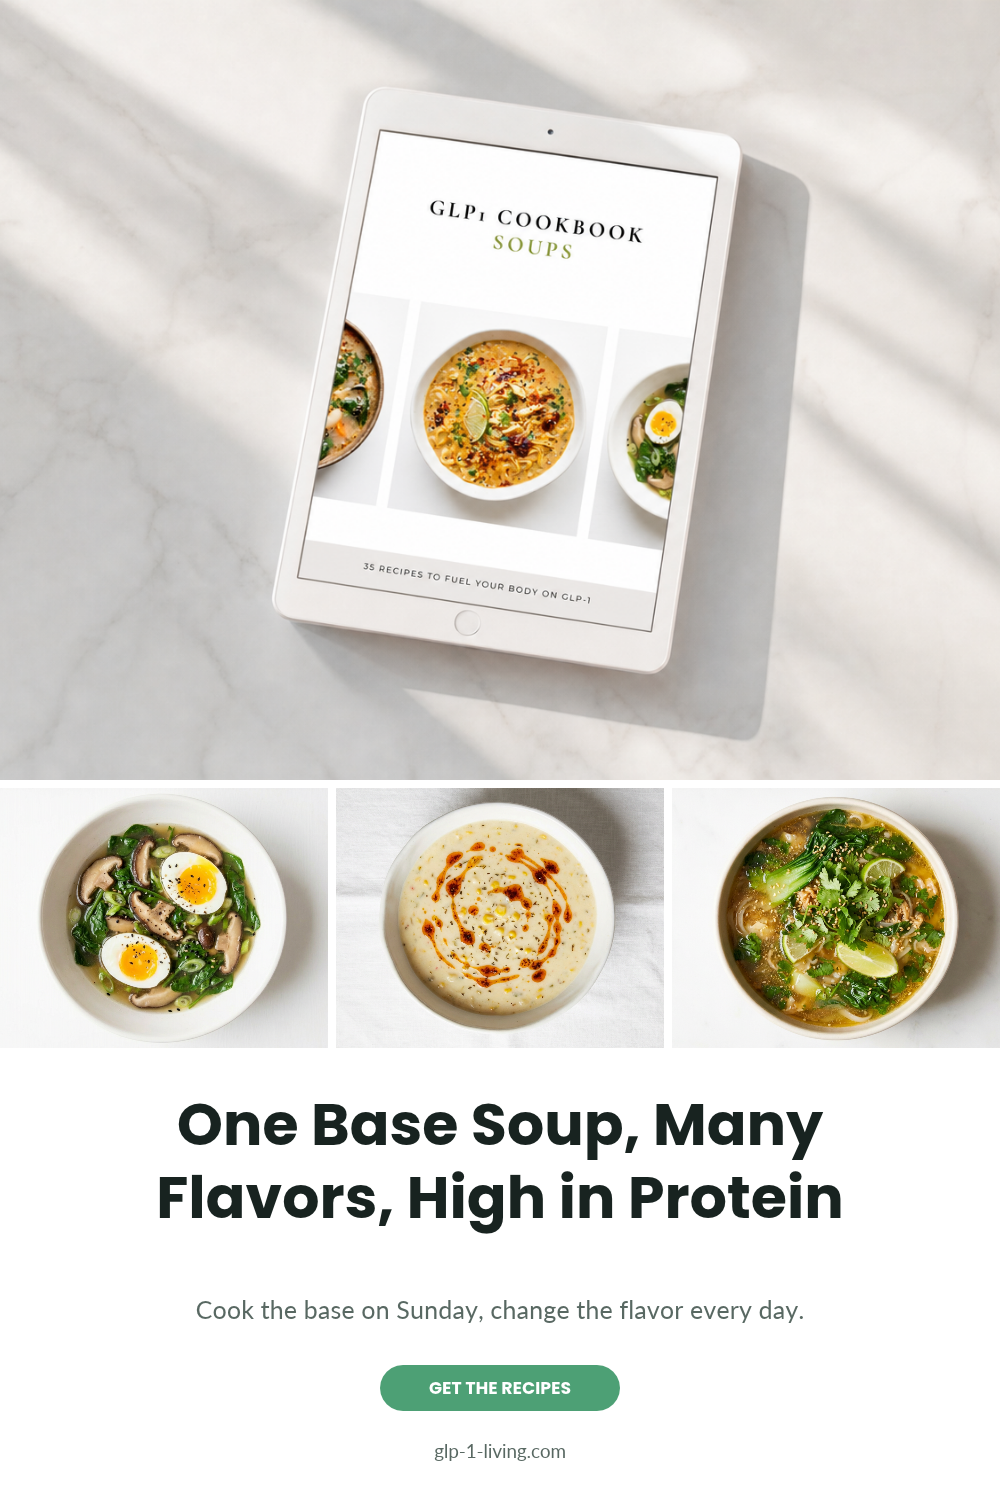 GLP1 COOKBOOK
SOUPS
35 RECIPES TO FUEL YOUR BODY ON GLP-1
One Base Soup, Many
Flavors, High in Protein
Cook the base on Sunday, change the flavor every day.
GET THE RECIPES
glp-1-living.com